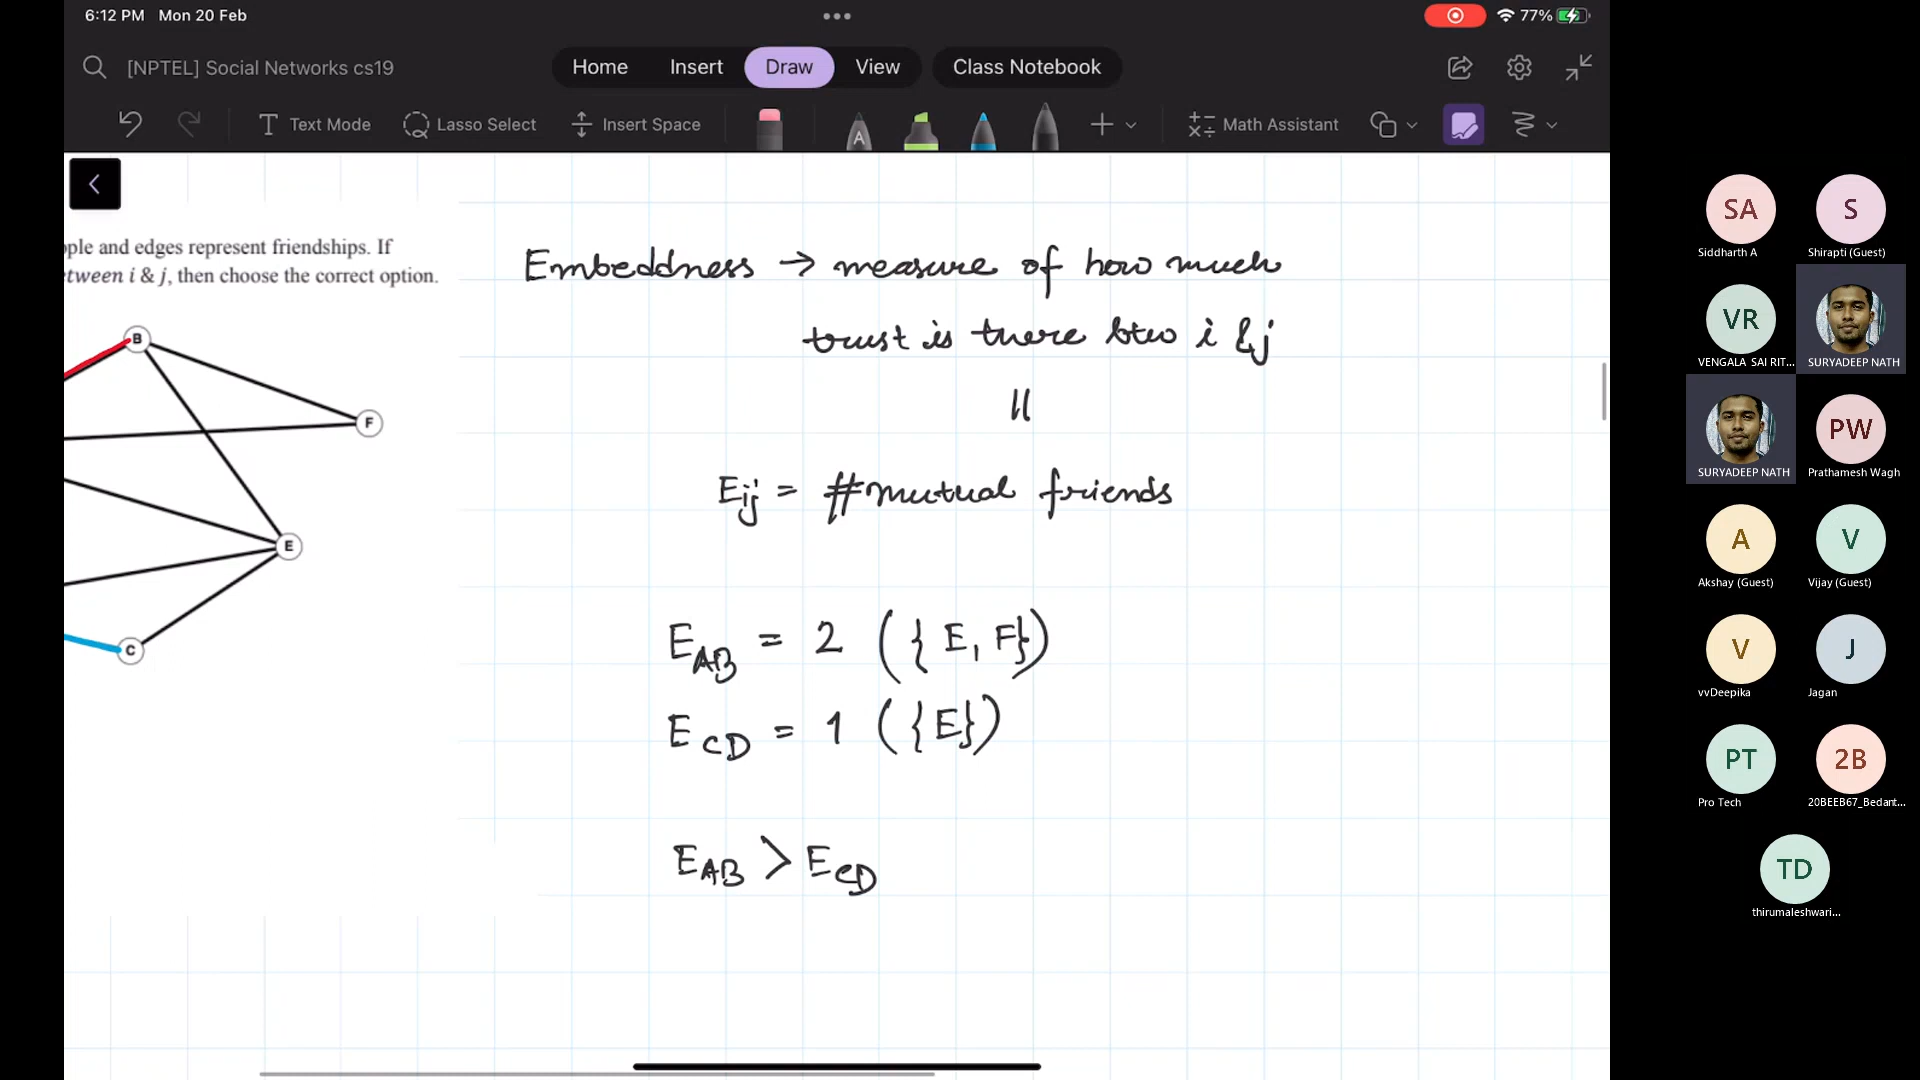 6:12 PM Mon 20 Feb
77%
[NPTEL] Social Networks cs19
Home Insert Draw View Class Notebook
Text Mode Lasso Select Insert Space A Math Assistant
ople and edges represent friendships. If
etween i & j, then choose the correct option.
B
F
E
C
Embeddness → measure of how much
trust is there btw i & j
||
Eij = #mutual friends
EAB = 2 ({E, F})
ECD = 1 ({E})
EAB > ECD
SA S
Siddharth A Shirapti (Guest)
VR
VENGALA SAI RIT... SURYADEEP NATH
PW
SURYADEEP NATH Prathamesh Wagh
A V
Akshay (Guest) Vijay (Guest)
V J
vvDeepika Jagan
PT 2B
Pro Tech 20BEEB67_Bedant...
TD
thirumaleshwari...